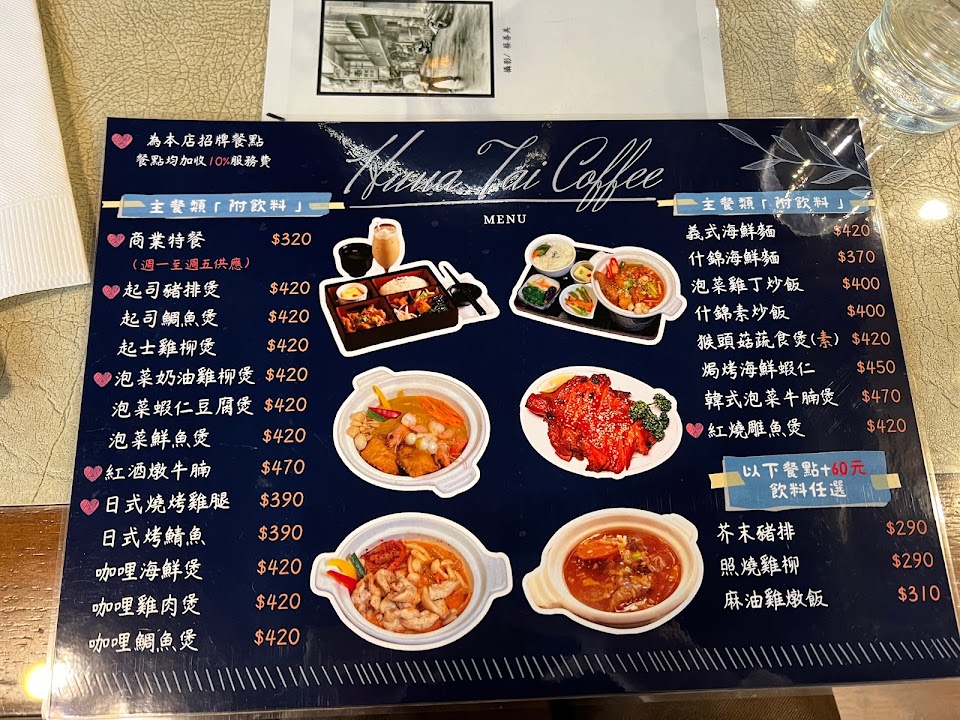 攝影/ 蔡善美
為本店招牌餐點
餐點均加收10%服務費
Huua Tai Coffee
MENU
主餐類「附飲料」
商業特餐 $320
(週一至週五供應)
起司豬排煲 $420
起司鯛魚煲 $420
起士雞柳煲 $420
泡菜奶油雞柳煲 $420
泡菜蝦仁豆腐煲 $420
泡菜鮮魚煲 $420
紅酒燉牛腩 $470
日式燒烤雞腿 $390
日式烤鯖魚 $390
咖哩海鮮煲 $420
咖哩雞肉煲 $420
咖哩鯛魚煲 $420
主餐類「附飲料」
義式海鮮麵 $420
什錦海鮮麵 $370
泡菜雞丁炒飯 $400
什錦素炒飯 $400
猴頭菇蔬食煲(素) $420
焗烤海鮮蝦仁 $450
韓式泡菜牛腩煲 $470
紅燒雕魚煲 $420
以下餐點+60元
飲料任選
芥末豬排 $290
照燒雞柳 $290
麻油雞燉飯 $310